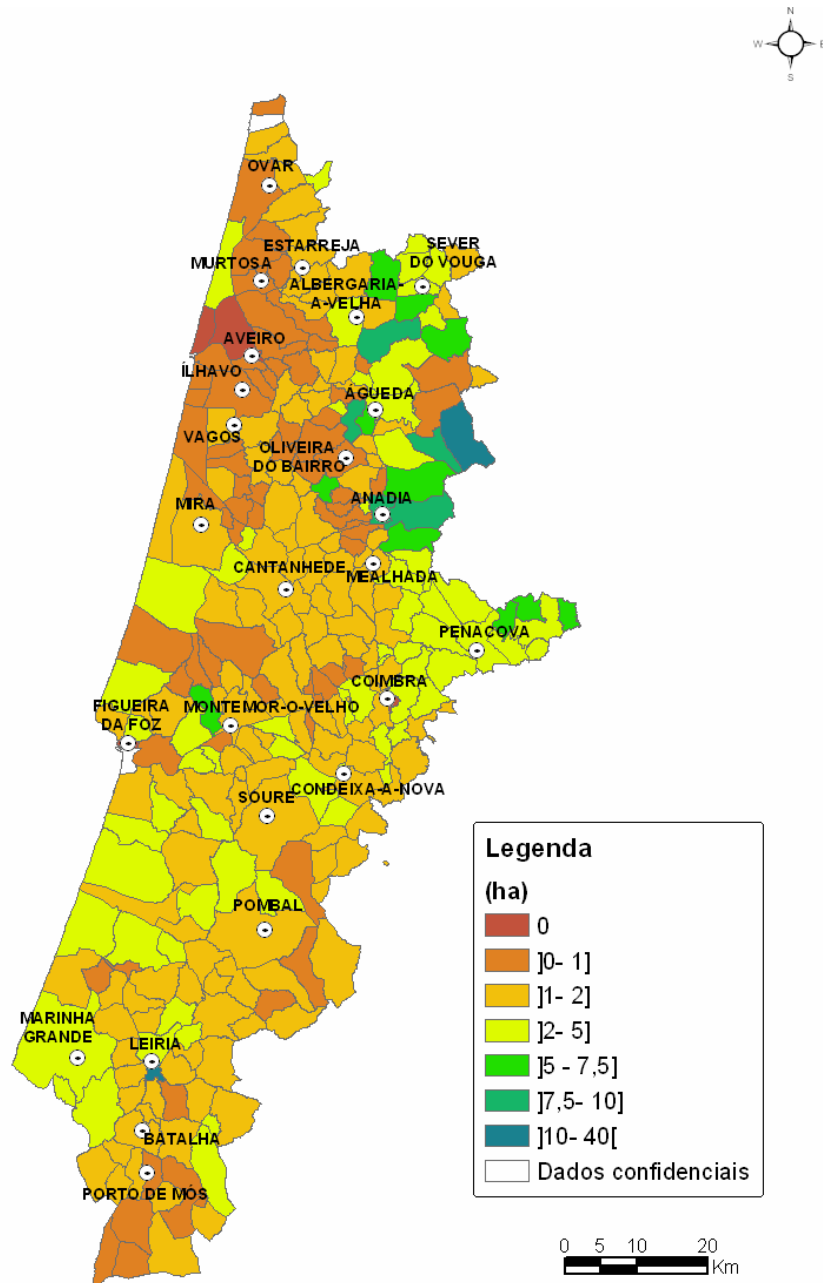 N
W
E
S
OVAR
ESTARREJA
SEVER
DO VOUGA
MURTOSA
ALBERGARIA-
A-VELHA
AVEIRO
ÍLHAVO
ÁGUEDA
VAGOS
OLIVEIRA
DO BAIRRO
MIRA
ANADIA
CANTANHEDE
MEALHADA
PENACOVA
COIMBRA
FIGUEIRA
DA FOZ
MONTEMOR-O-VELHO
CONDEIXA-A-NOVA
SOURE
POMBAL
MARINHA
GRANDE
LEIRIA
BATALHA
PORTO DE MÓS
Legenda
(ha)
0
]0- 1]
]1- 2]
]2- 5]
]5 - 7,5]
]7,5- 10]
]10- 40[
Dados confidenciais
0 5 10 20
Km